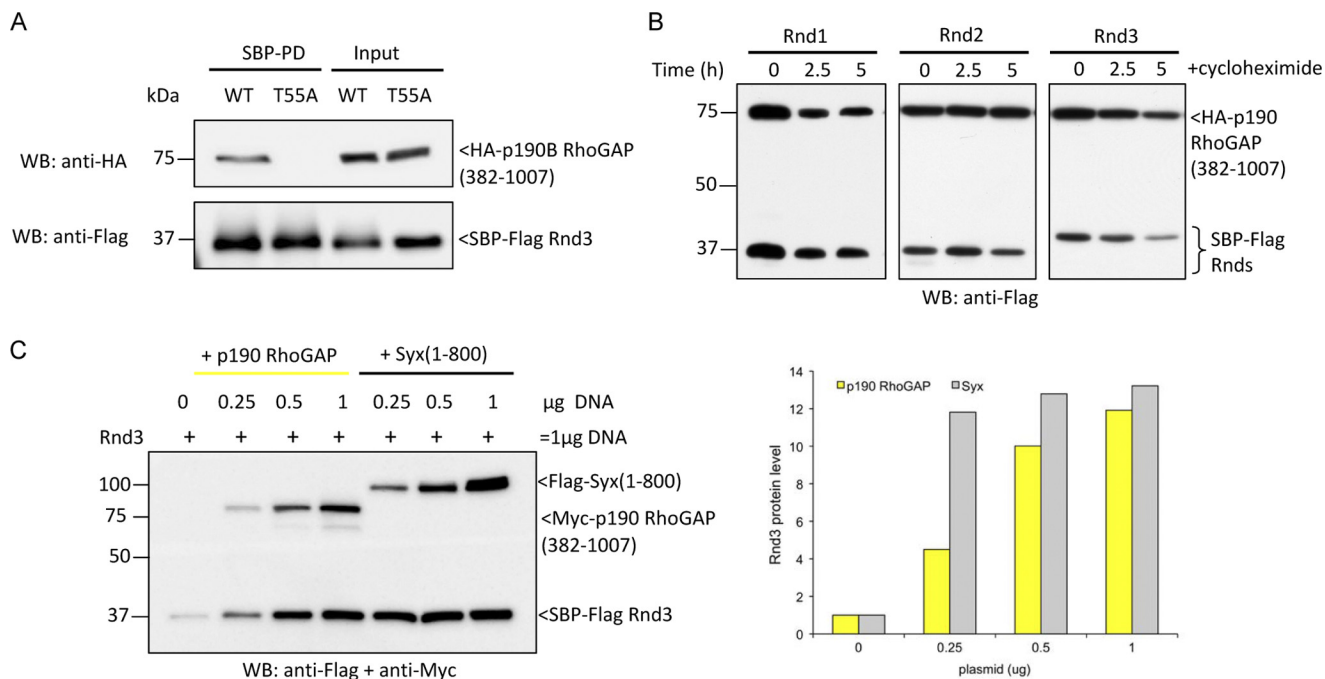 A
SBP-PD Input
kDa WT T55A WT T55A
WB: anti-HA 75 <HA-p190B RhoGAP
(382-1007)
WB: anti-Flag 37 <SBP-Flag Rnd3
B
Rnd1 Rnd2 Rnd3
Time (h) 0 2.5 5 0 2.5 5 0 2.5 5 +cycloheximide
75 <HA-p190
RhoGAP
(382-1007)
50
37 SBP-Flag
Rnds
WB: anti-Flag
C
+ p190 RhoGAP + Syx(1-800)
0 0.25 0.5 1 0.25 0.5 1 µg DNA
Rnd3 + + + + + + + =1µg DNA
100 <Flag-Syx(1-800)
75 <Myc-p190 RhoGAP
(382-1007)
50
37 <SBP-Flag Rnd3
WB: anti-Flag + anti-Myc
14
p190 RhoGAP Syx
12
10
8
6
4
2
0
Rnd3 protein level
0 0.25 0.5 1
plasmid (ug)